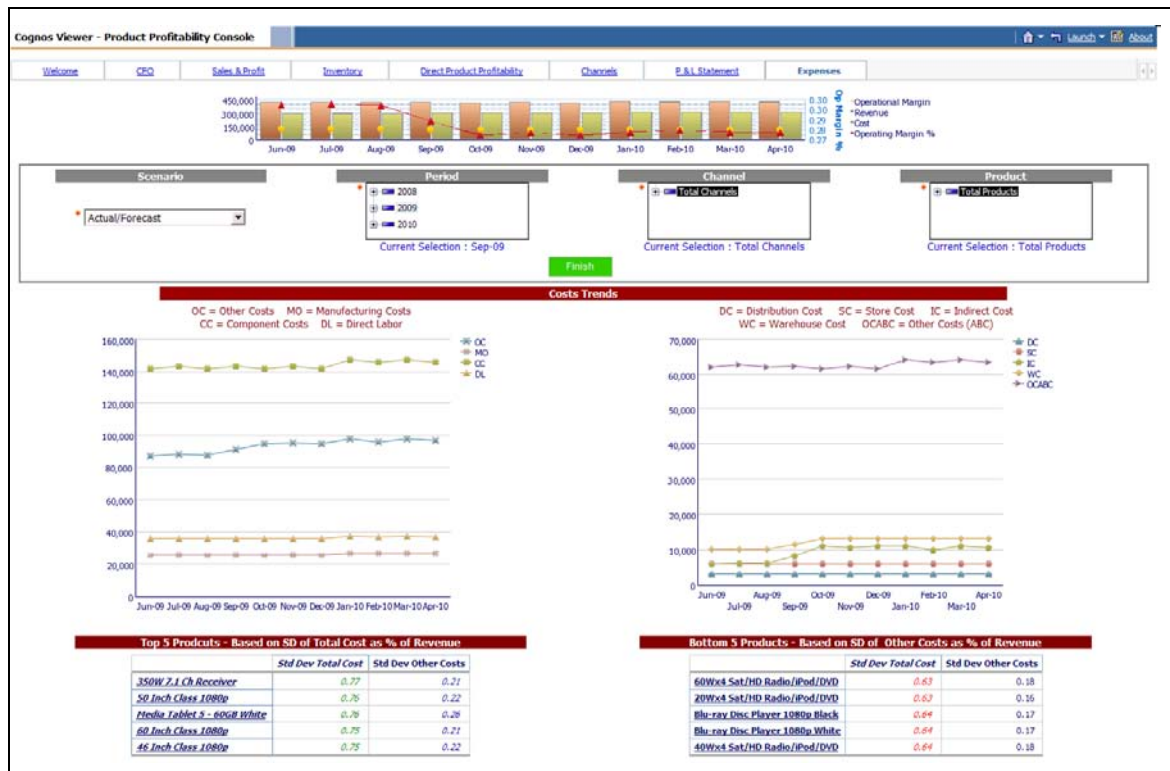 Cognos Viewer - Product Profitability Console
Launch
About
Welcome CFO Sales & Profit Inventory Direct Product Profitability Channels P & L Statement Expenses
450,000
300,000
150,000
0
Jun-09 Jul-09 Aug-09 Sep-09 Oct-09 Nov-09 Dec-09 Jan-10 Feb-10 Mar-10 Apr-10
0.30
0.30
0.29
0.28
0.27
Op Margin %
Operational Margin
Revenue
Cost
Operating Margin %
Scenario Period Channel Product
* Actual/Forecast
* 2008
2009
2010
Current Selection : Sep-09
* Total Channels
Current Selection : Total Channels
* Total Products
Current Selection : Total Products
Finish
Costs Trends
OC = Other Costs MO = Manufacturing Costs
CC = Component Costs DL = Direct Labor
160,000
140,000
120,000
100,000
80,000
60,000
40,000
20,000
0
Jun-09 Jul-09 Aug-09 Sep-09 Oct-09 Nov-09 Dec-09 Jan-10 Feb-10 Mar-10 Apr-10
OC
MO
CC
DL
DC = Distribution Cost SC = Store Cost IC = Indirect Cost
WC = Warehouse Cost OCABC = Other Costs (ABC)
70,000
60,000
50,000
40,000
30,000
20,000
10,000
0
Jun-09 Aug-09 Oct-09 Dec-09 Feb-10 Apr-10
Jul-09 Sep-09 Nov-09 Jan-10 Mar-10
DC
SC
IC
WC
OCABC
Top 5 Prodcuts - Based on SD of Total Cost as % of Revenue
Std Dev Total Cost Std Dev Other Costs
350W 7.1 Ch Receiver 0.77 0.21
50 Inch Class 1080p 0.76 0.22
Media Tablet 5 - 60GB White 0.76 0.26
60 Inch Class 1080p 0.75 0.21
46 Inch Class 1080p 0.75 0.22
Bottom 5 Products - Based on SD of Other Costs as % of Revenue
Std Dev Total Cost Std Dev Other Costs
60Wx4 Sat/HD Radio/iPod/DVD 0.63 0.18
20Wx4 Sat/HD Radio/iPod/DVD 0.63 0.16
Blu-ray Disc Player 1080p Black 0.64 0.17
Blu-ray Disc Player 1080p White 0.64 0.17
40Wx4 Sat/HD Radio/iPod/DVD 0.64 0.18